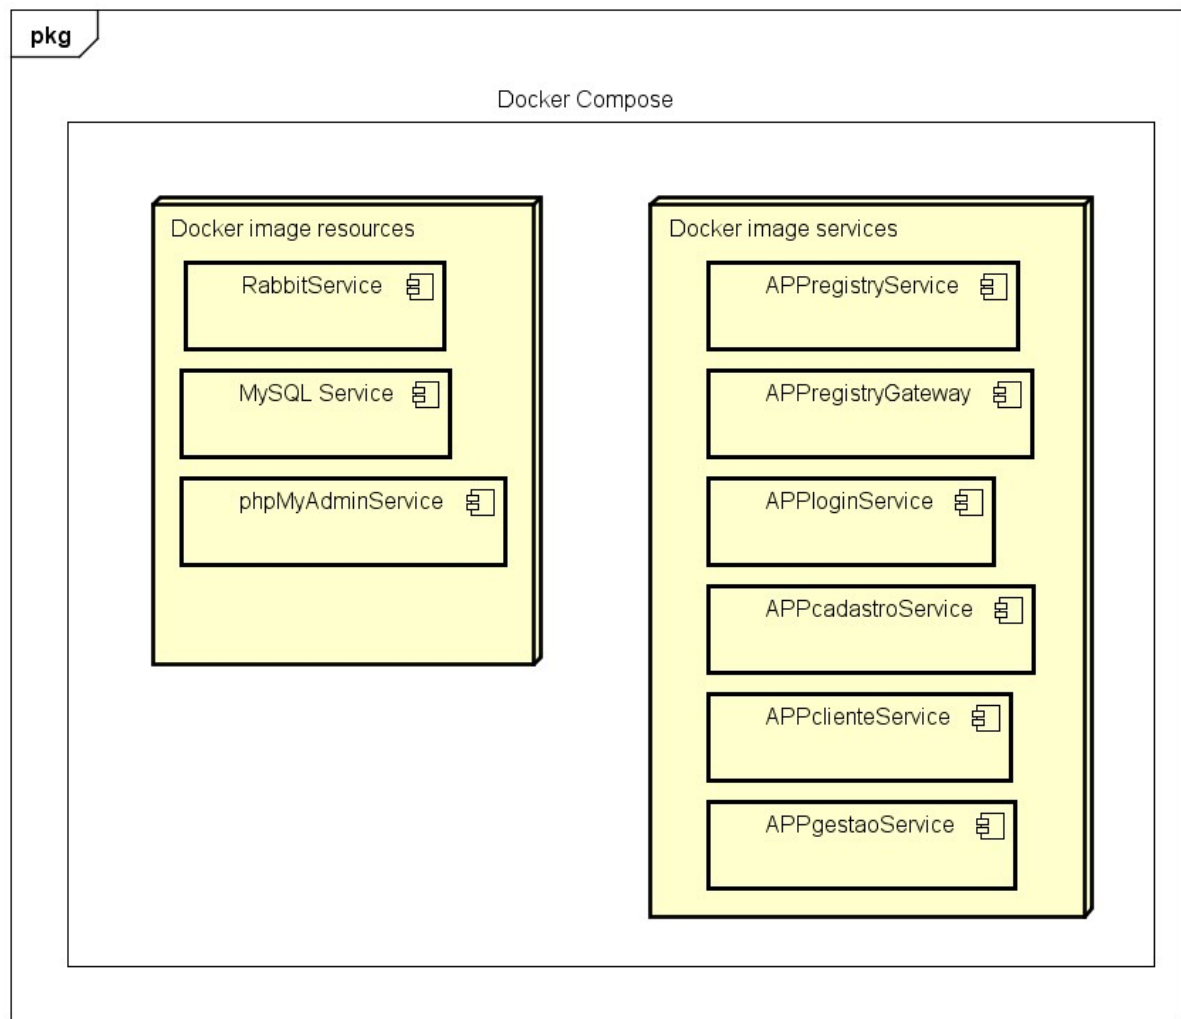 pkg
Docker Compose
Docker image resources
RabbitService
MySQL Service
phpMyAdminService
Docker image services
APPregistryService
APPregistryGateway
APPloginService
APPcadastroService
APPclienteService
APPgestaoService